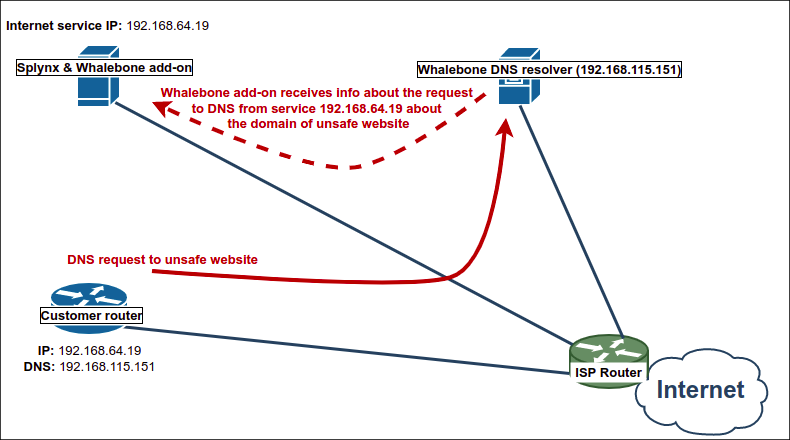 Internet service IP: 192.168.64.19
Splynx & Whalebone add-on
Whalebone DNS resolver (192.168.115.151)
Whalebone add-on receives info about the request
to DNS from service 192.168.64.19 about
the domain of unsafe website
DNS request to unsafe website
Customer router
IP: 192.168.64.19
DNS: 192.168.115.151
ISP Router
Internet